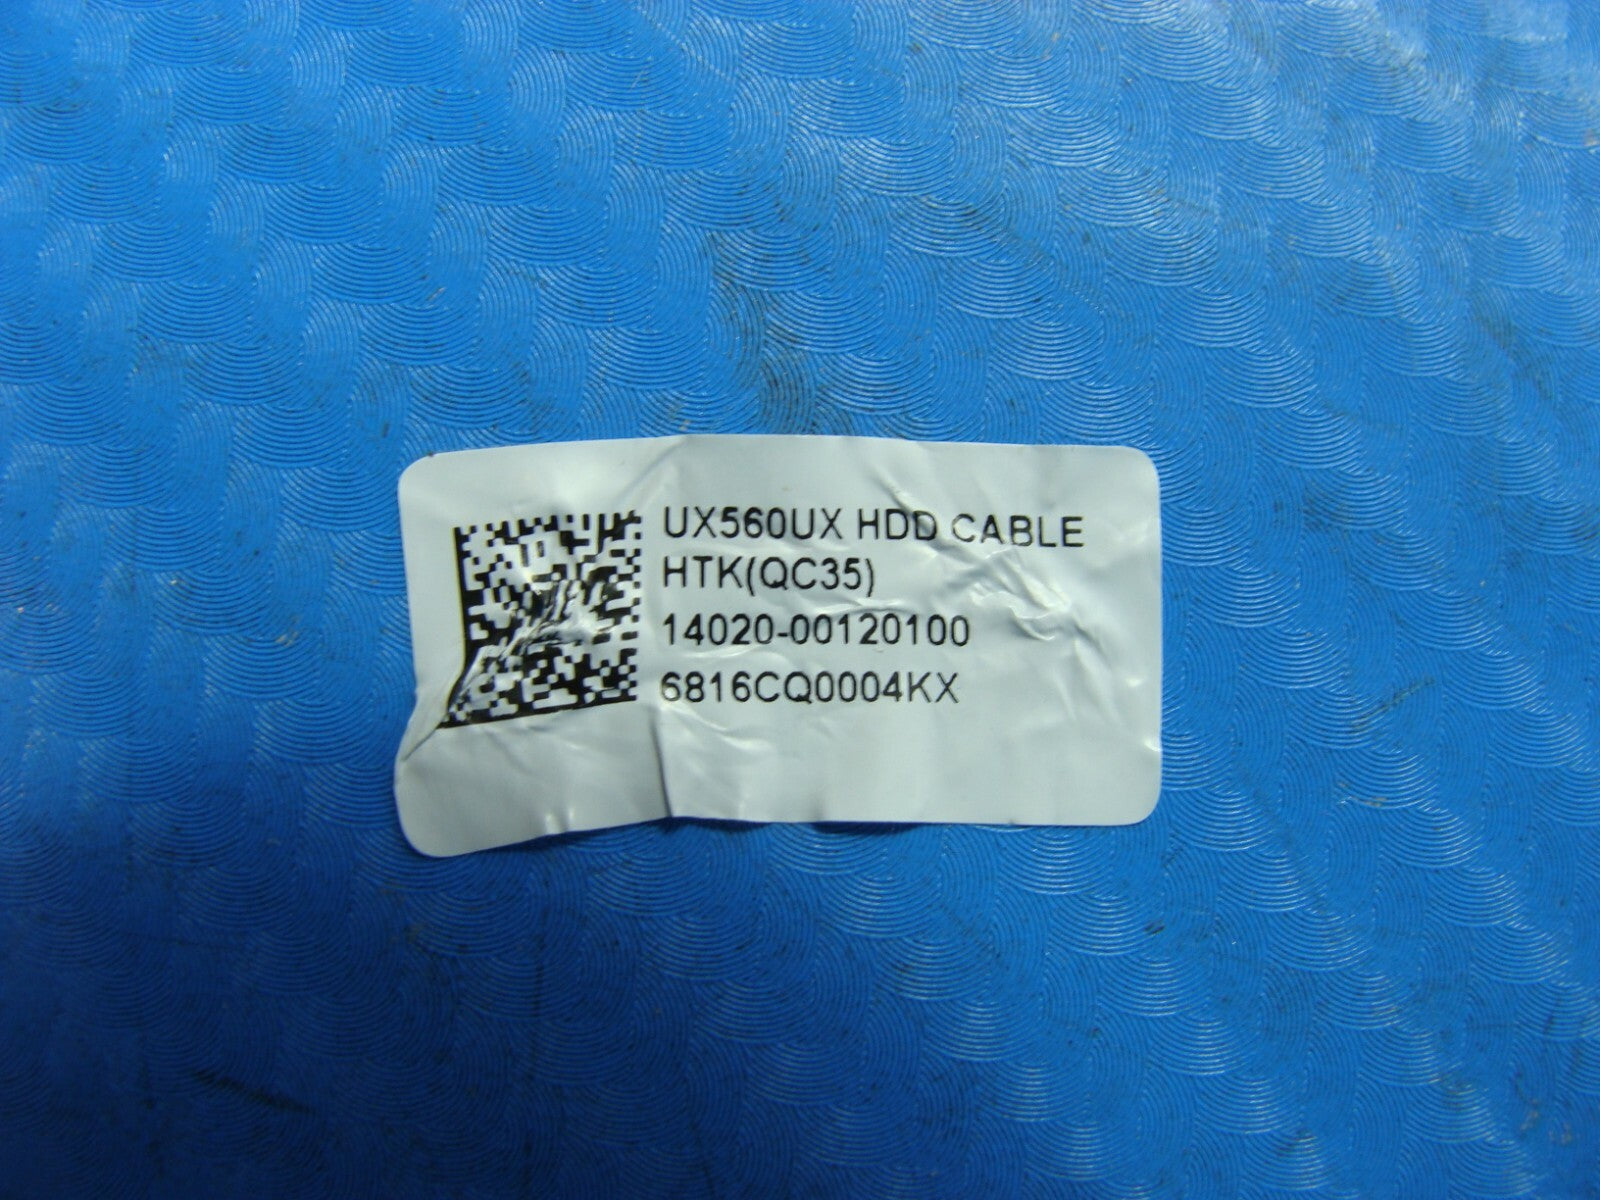 UX560UX HDD CABLE
HTK(QC35)
14020-00120100
6816CQ0004KX